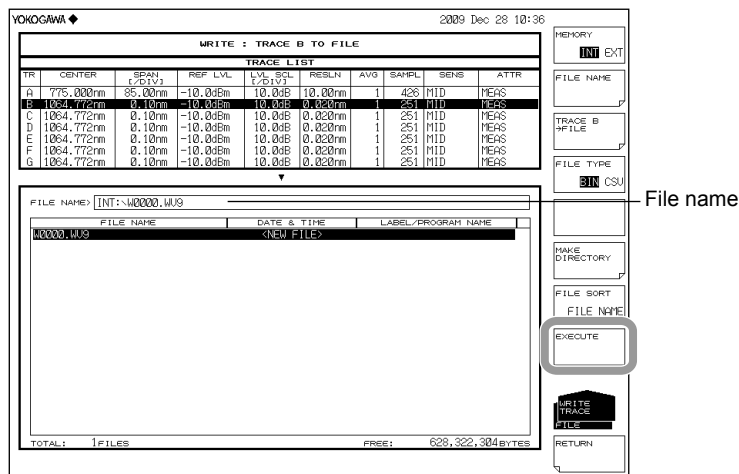 YOKOGAWA ◆ 2009 Dec 28 10:36
WRITE : TRACE B TO FILE
TRACE LIST
TR CENTER SPAN [/DIV] REF LVL LVL SCL [/DIV] RESLN AVG SAMPL SENS ATTR
A 775.000nm 85.00nm -10.0dBm 10.0dB 10.00nm 1 426 MID MEAS
B 1064.772nm 0.10nm -10.0dBm 10.0dB 0.020nm 1 251 MID MEAS
C 1064.772nm 0.10nm -10.0dBm 10.0dB 0.020nm 1 251 MID MEAS
D 1064.772nm 0.10nm -10.0dBm 10.0dB 0.020nm 1 251 MID MEAS
E 1064.772nm 0.10nm -10.0dBm 10.0dB 0.020nm 1 251 MID MEAS
F 1064.772nm 0.10nm -10.0dBm 10.0dB 0.020nm 1 251 MID MEAS
G 1064.772nm 0.10nm -10.0dBm 10.0dB 0.020nm 1 251 MID MEAS
▼
FILE NAME> INT:\W0000.WV9
FILE NAME DATE & TIME LABEL/PROGRAM NAME
W0000.WV9 <NEW FILE>
TOTAL: 1FILES FREE: 628,322,304BYTES
MEMORY
INT EXT
FILE NAME
TRACE B
→FILE
FILE TYPE
BIN CSV
File name
MAKE
DIRECTORY
FILE SORT
FILE NAME
EXECUTE
WRITE
TRACE
FILE
RETURN